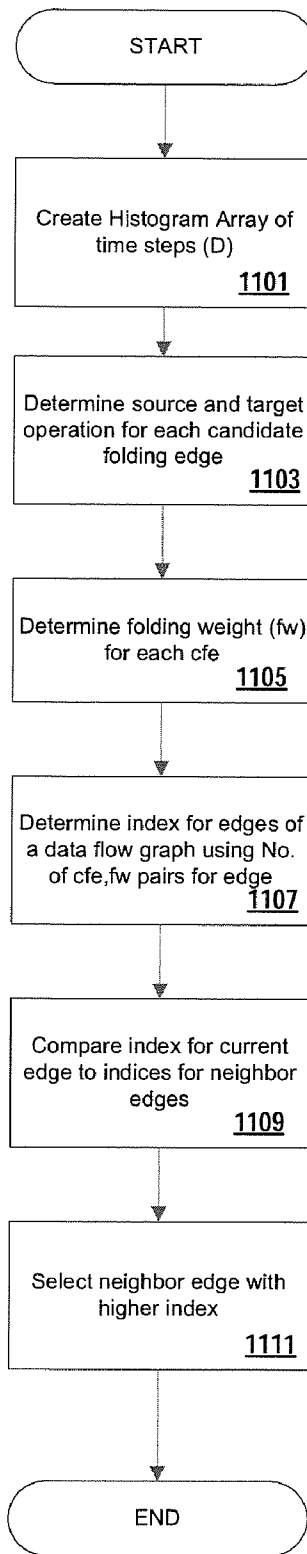 START
Create Histogram Array of
time steps (D)
1101
Determine source and target
operation for each candidate
folding edge
1103
Determine folding weight (fw)
for each cfe
1105
Determine index for edges of
a data flow graph using No.
of cfe,fw pairs for edge
1107
Compare index for current
edge to indices for neighbor
edges
1109
Select neighbor edge with
higher index
1111
END